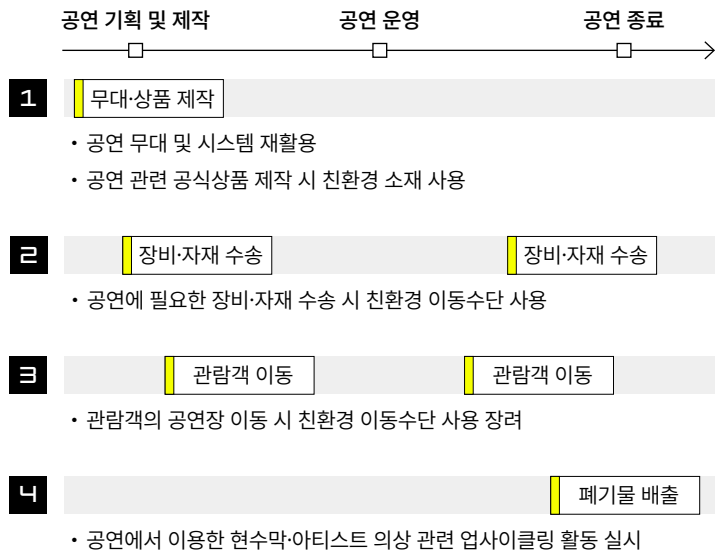 공연 기획 및 제작 공연 운영 공연 종료
1 무대·상품 제작
• 공연 무대 및 시스템 재활용
• 공연 관련 공식상품 제작 시 친환경 소재 사용
2 장비·자재 수송 장비·자재 수송
• 공연에 필요한 장비·자재 수송 시 친환경 이동수단 사용
3 관람객 이동 관람객 이동
• 관람객의 공연장 이동 시 친환경 이동수단 사용 장려
4 폐기물 배출
• 공연에서 이용한 현수막·아티스트 의상 관련 업사이클링 활동 실시